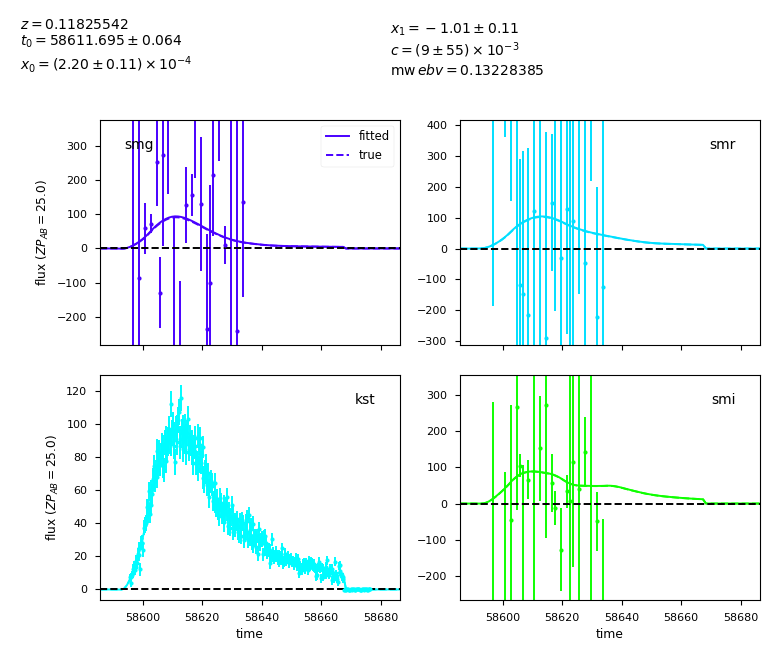 z = 0.11825542
t₀ = 58611.695 ± 0.064
x₀ = (2.20 ± 0.11) × 10⁻⁴
x₁ = −1.01 ± 0.11
c = (9 ± 55) × 10⁻³
mw ebv = 0.13228385
smg
fitted
true
300
200
100
0
−100
−200
flux (ZP_AB = 25.0)
smr
400
300
200
100
0
−100
−200
−300
kst
120
100
80
60
40
20
0
flux (ZP_AB = 25.0)
58600 58620 58640 58660 58680
time
smi
300
200
100
0
−100
−200
58600 58620 58640 58660 58680
time